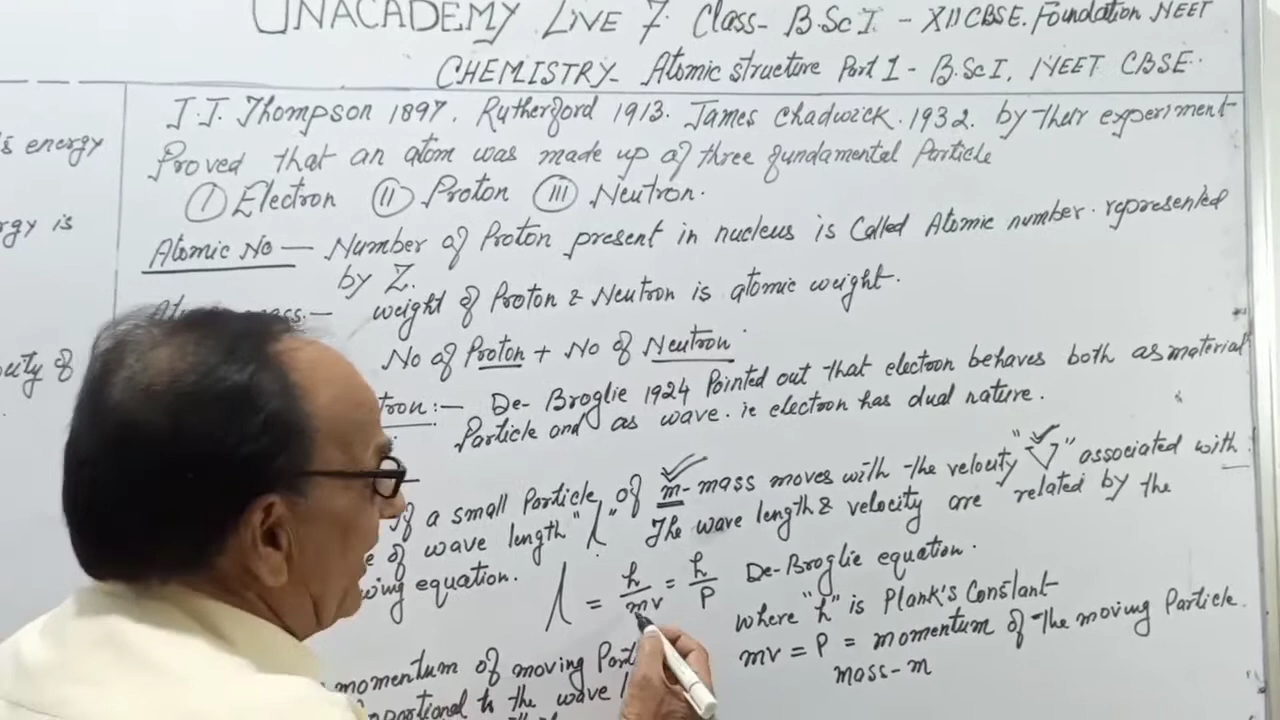 UNACADEMY LIVE 7. Class- B.Sc I - XII CBSE. Foundation NEET
CHEMISTRY- Atomic structure Part 1 - B.Sc I, NEET CBSE.
J.J. Thompson 1897. Rutherford 1913. James Chadwick. 1932. by their experiment
Proved that an atom was made up of three fundamental Particle
I Electron II Proton III Neutron.
Atomic No — Number of Proton present in nucleus is Called Atomic number. represented
by Z.
weight of Proton & Neutron is atomic weight.
No of Proton + No of Neutron.
tron:— De-Broglie 1924 Pointed out that electron behaves both as material
Particle and as wave. ie electron has dual nature.
of a small Particle, of m-mass moves with the velocity "V" associated with
of wave length "λ" The wave length & velocity are related by the
equation.
λ = h/mv = h/P De-Broglie equation.
where "h" is Plank's Constant
mv = P = momentum of the moving Particle.
mass-m
momentum of moving
to the wave
s energy
rgy is
city of